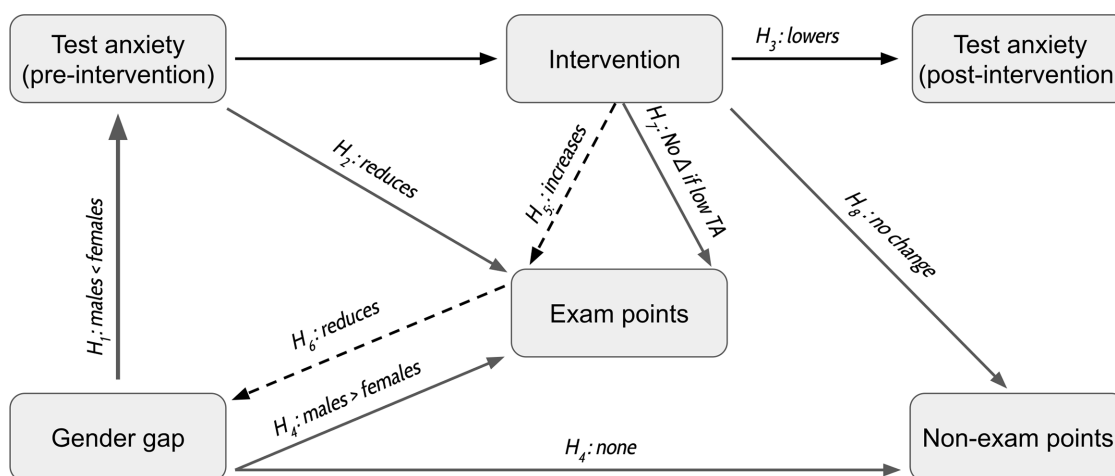 Test anxiety
(pre-intervention)
Intervention
H3: lowers
Test anxiety
(post-intervention
H1: males < females
H2: reduces
H5: increases
H7: No Δ if low TA
H8: no change
Exam points
H6: reduces
H4: males > females
Gender gap
H4: none
Non-exam points